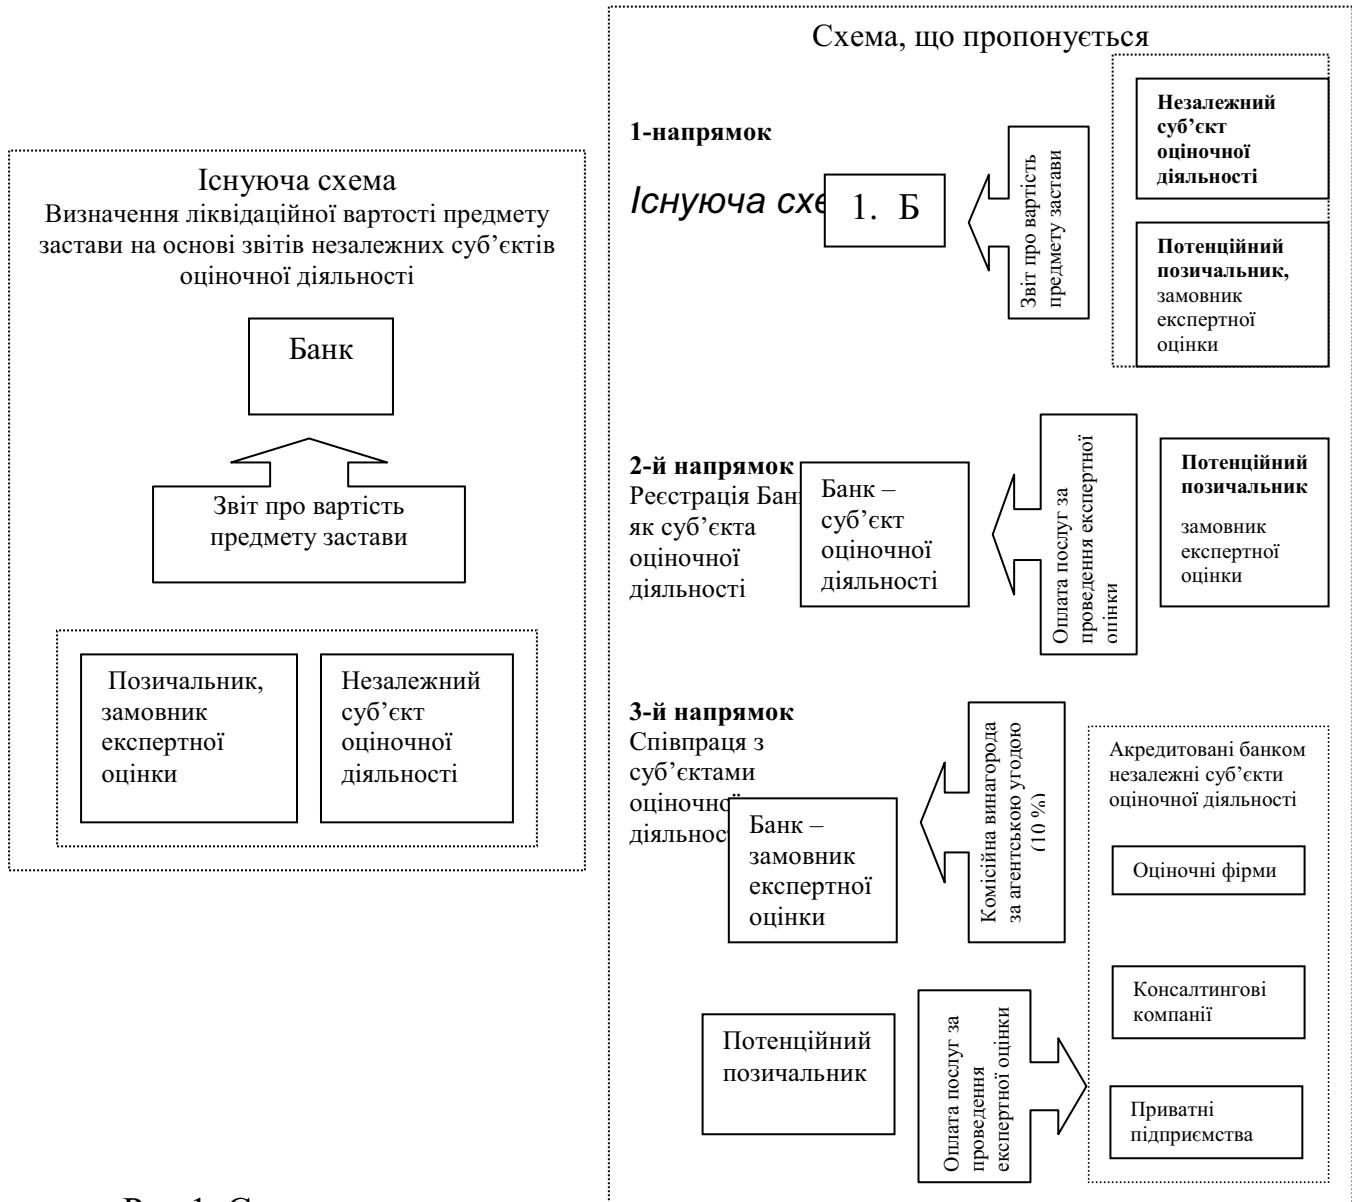 Існуюча схема
Визначення ліквідаційної вартості предмету
застави на основі звітів незалежних суб’єктів
оціночної діяльності
Банк
Звіт про вартість
предмету застави
Позичальник,
замовник
експертної
оцінки
Незалежний
суб’єкт
оціночної
діяльності
Схема, що пропонується
1-напрямок
Існуюча схе
1. Б
Звіт про вартість
предмету застави
Незалежний
суб’єкт
оціночної
діяльності
Потенційний
позичальник,
замовник
експертної
оцінки
2-й напрямок
Реєстрація Бан
як суб’єкта
оціночної
діяльності
Банк –
суб’єкт
оціночної
діяльності
Оплата послуг за
проведення експертної
оцінки
Потенційний
позичальник
замовник
експертної
оцінки
3-й напрямок
Співпраця з
суб’єктами
оціночно
діяльнос
Банк –
замовник
експертної
оцінки
Комісійна винагорода
за агентською угодою
(10 %)
Акредитовані банком
незалежні суб’єкти
оціночної діяльності
Оціночні фірми
Консалтингові
компанії
Приватні
підприємства
Потенційний
позичальник
Оплата послуг за
проведення
експертної оцінки